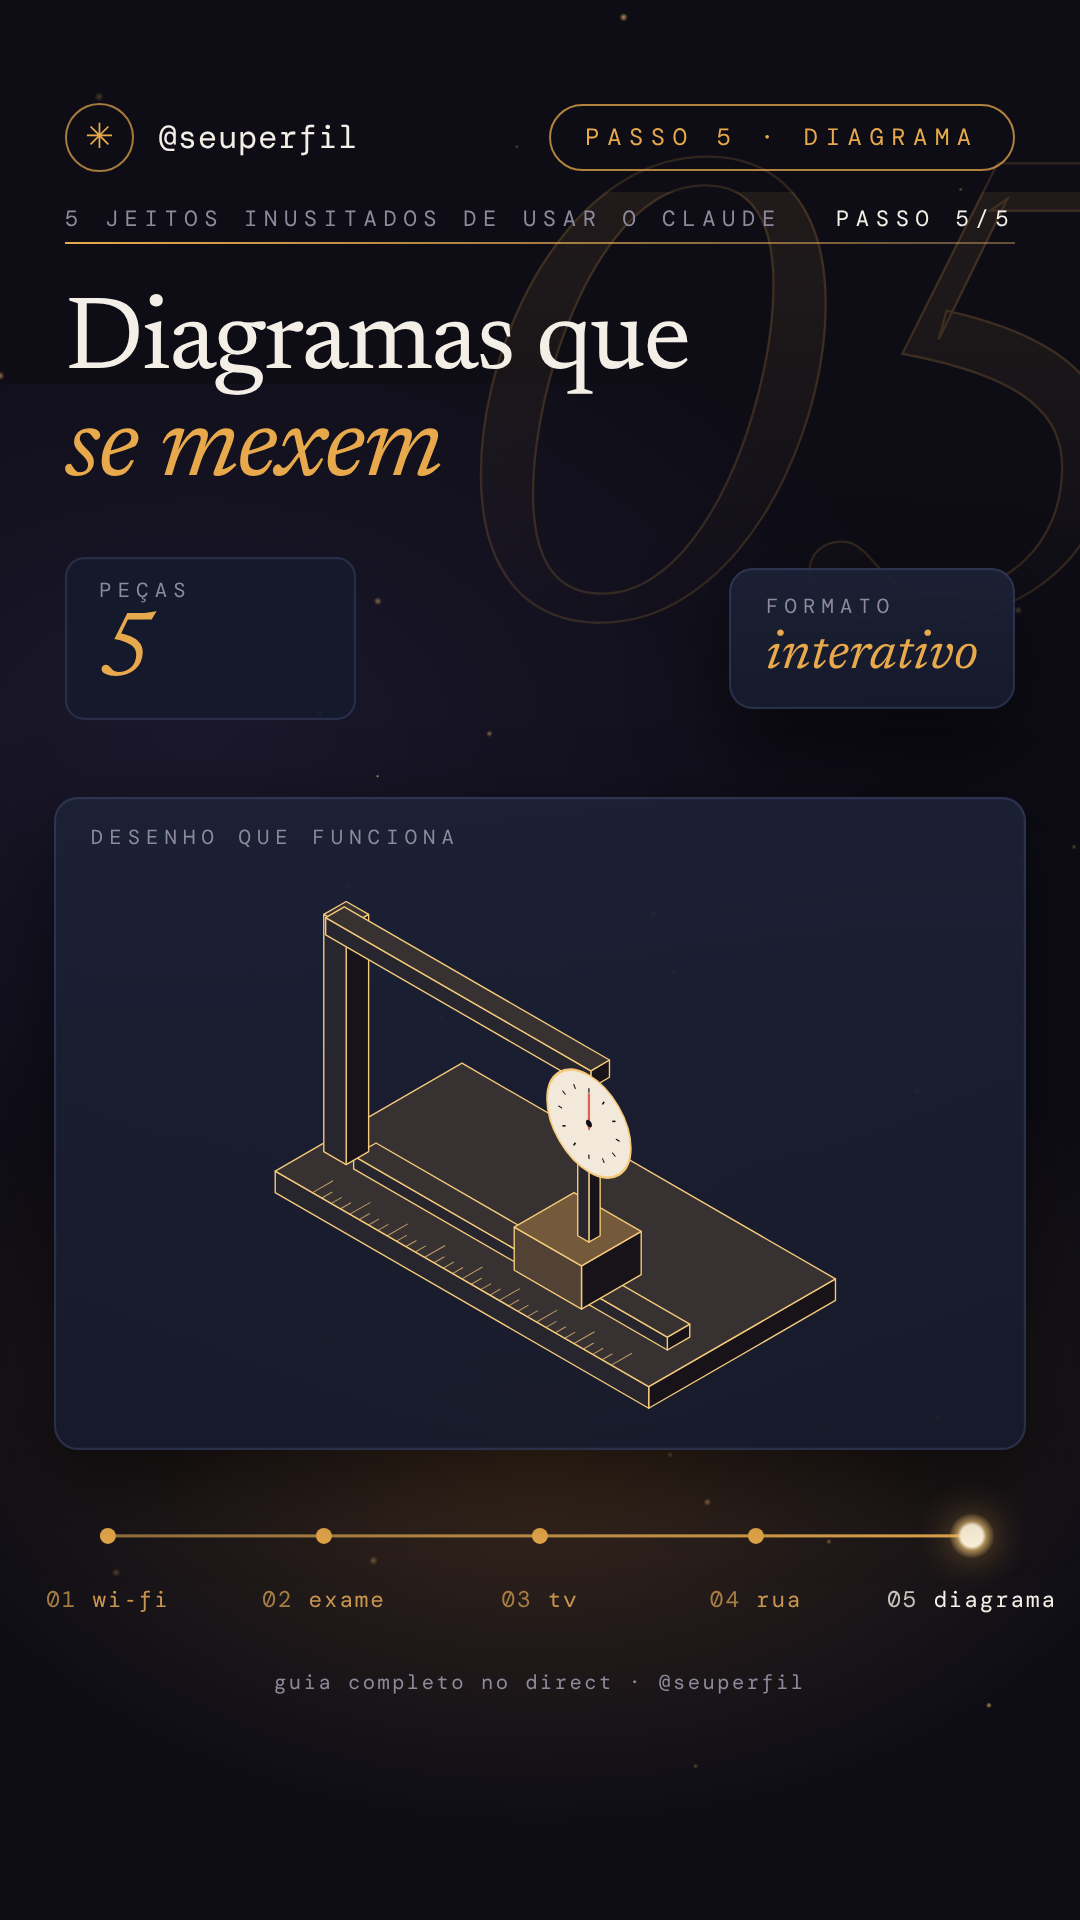 @seuperfil
PASSO 5 · DIAGRAMA
5 JEITOS INUSITADOS DE USAR O CLAUDE
PASSO 5/5
05
Diagramas que
se mexem
PEÇAS
5
FORMATO
interativo
DESENHO QUE FUNCIONA
01 wi-fi
02 exame
03 tv
04 rua
05 diagrama
guia completo no direct · @seuperfil